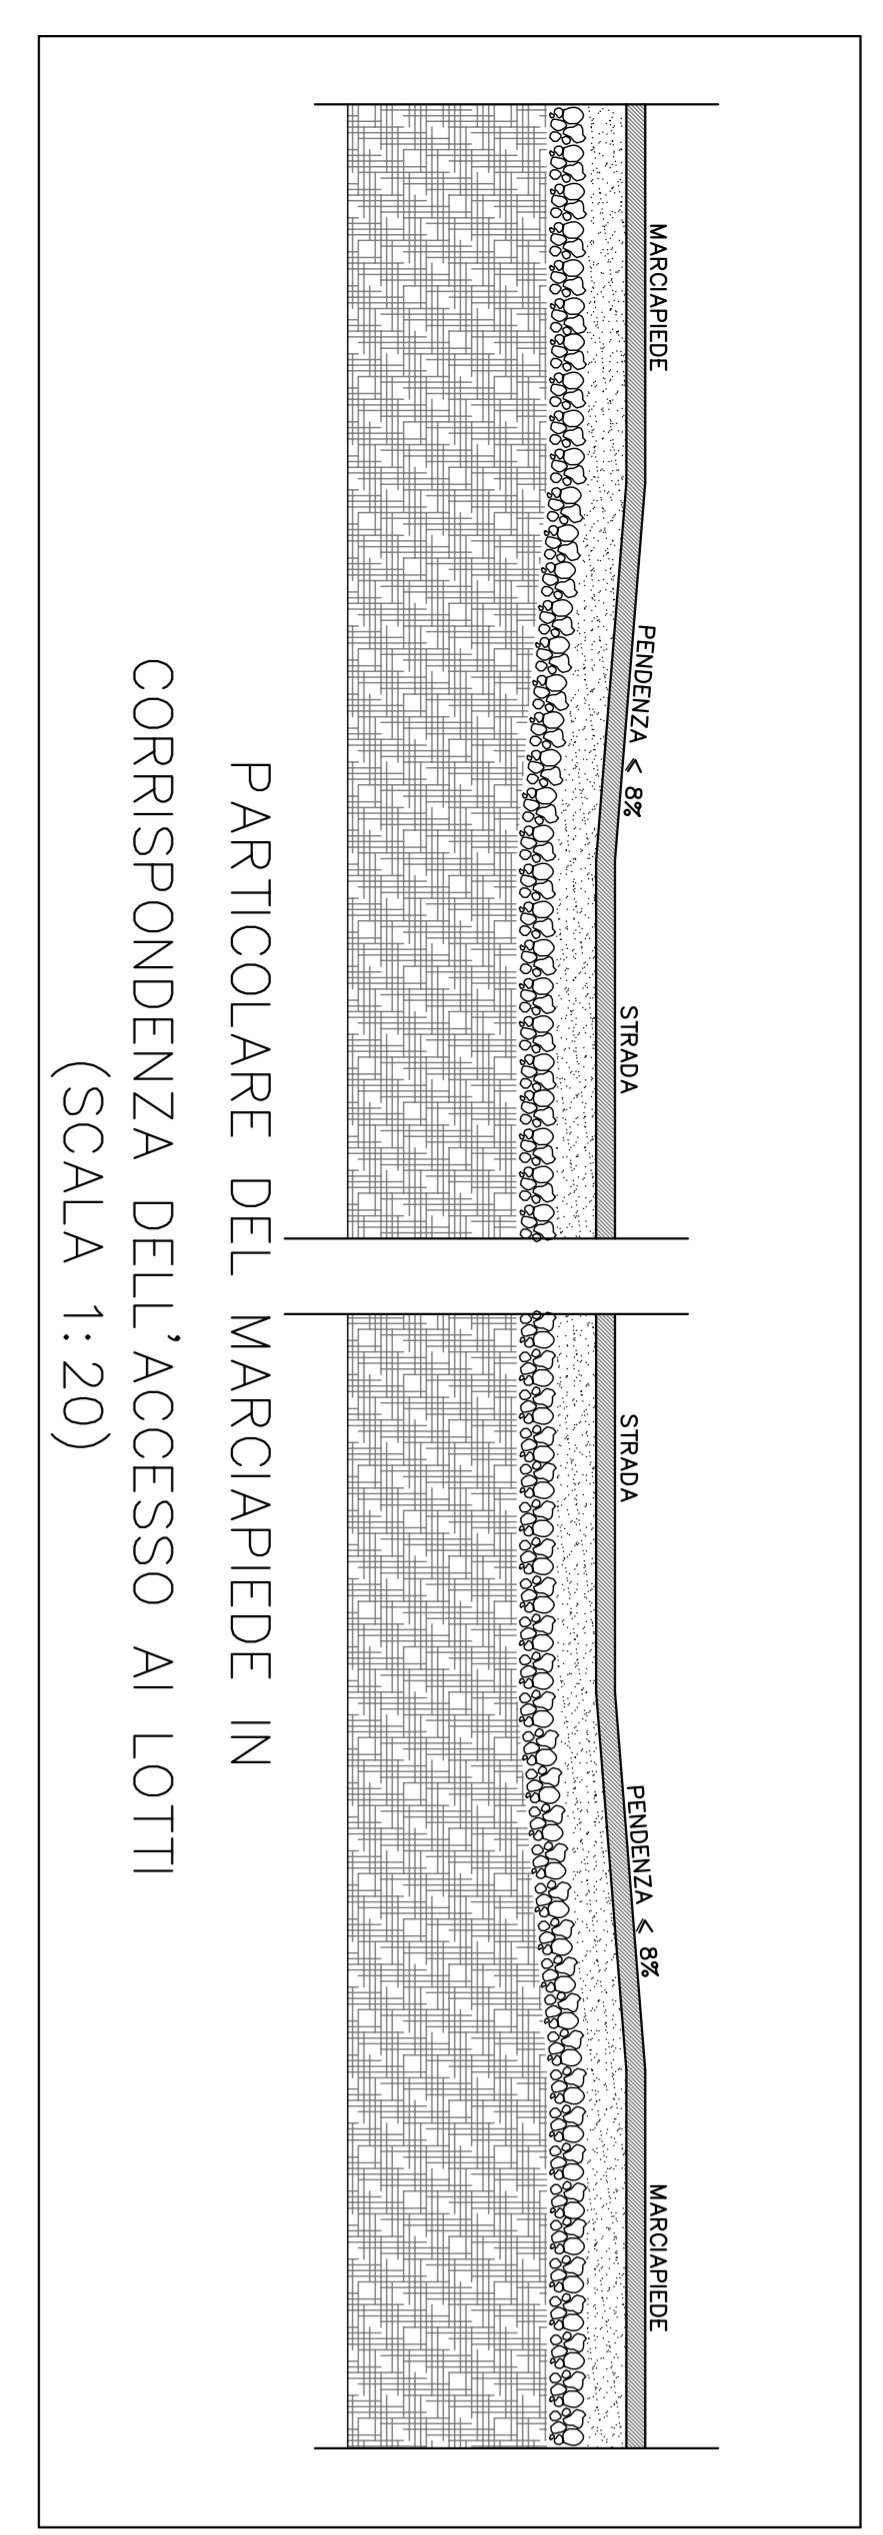 MARCIAPIEDE
PENDENZA < 8%
STRADA
STRADA
PENDENZA < 8%
MARCIAPIEDE
PARTICOLARE DEL MARCIAPIEDE IN
CORRISPONDENZA DELL'ACCESSO AI LOTTI
(SCALA 1:20)